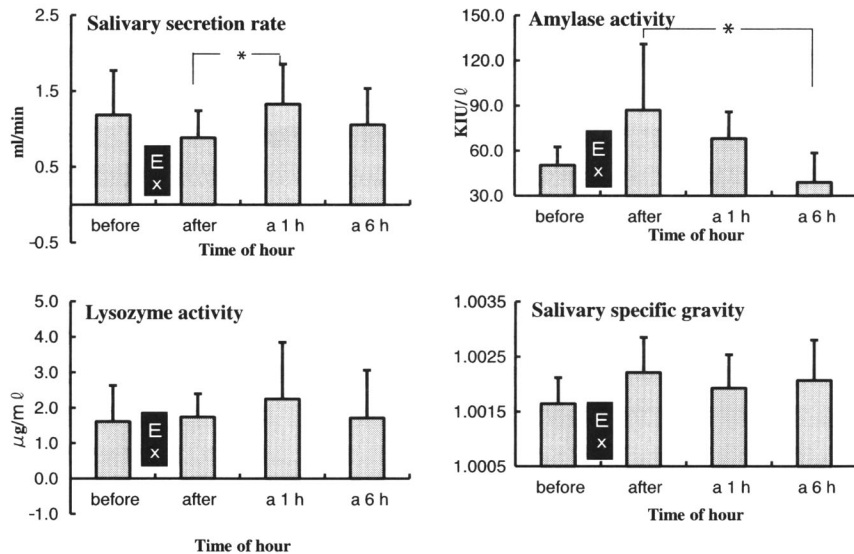 Salivary secretion rate
2.5
1.5
0.5
-0.5
ml/min
*
E
x
before
after
a 1 h
a 6 h
Time of hour
Amylase activity
150.0
120.0
90.0
60.0
30.0
KIU/ℓ
*
E
x
before
after
a 1 h
a 6 h
Time of hour
Lysozyme activity
5.0
4.0
3.0
2.0
1.0
0.0
-1.0
μg/mℓ
E
x
before
after
a 1 h
a 6 h
Time of hour
Salivary specific gravity
1.0035
1.0025
1.0015
1.0005
E
x
before
after
a 1 h
a 6 h
Time of hour